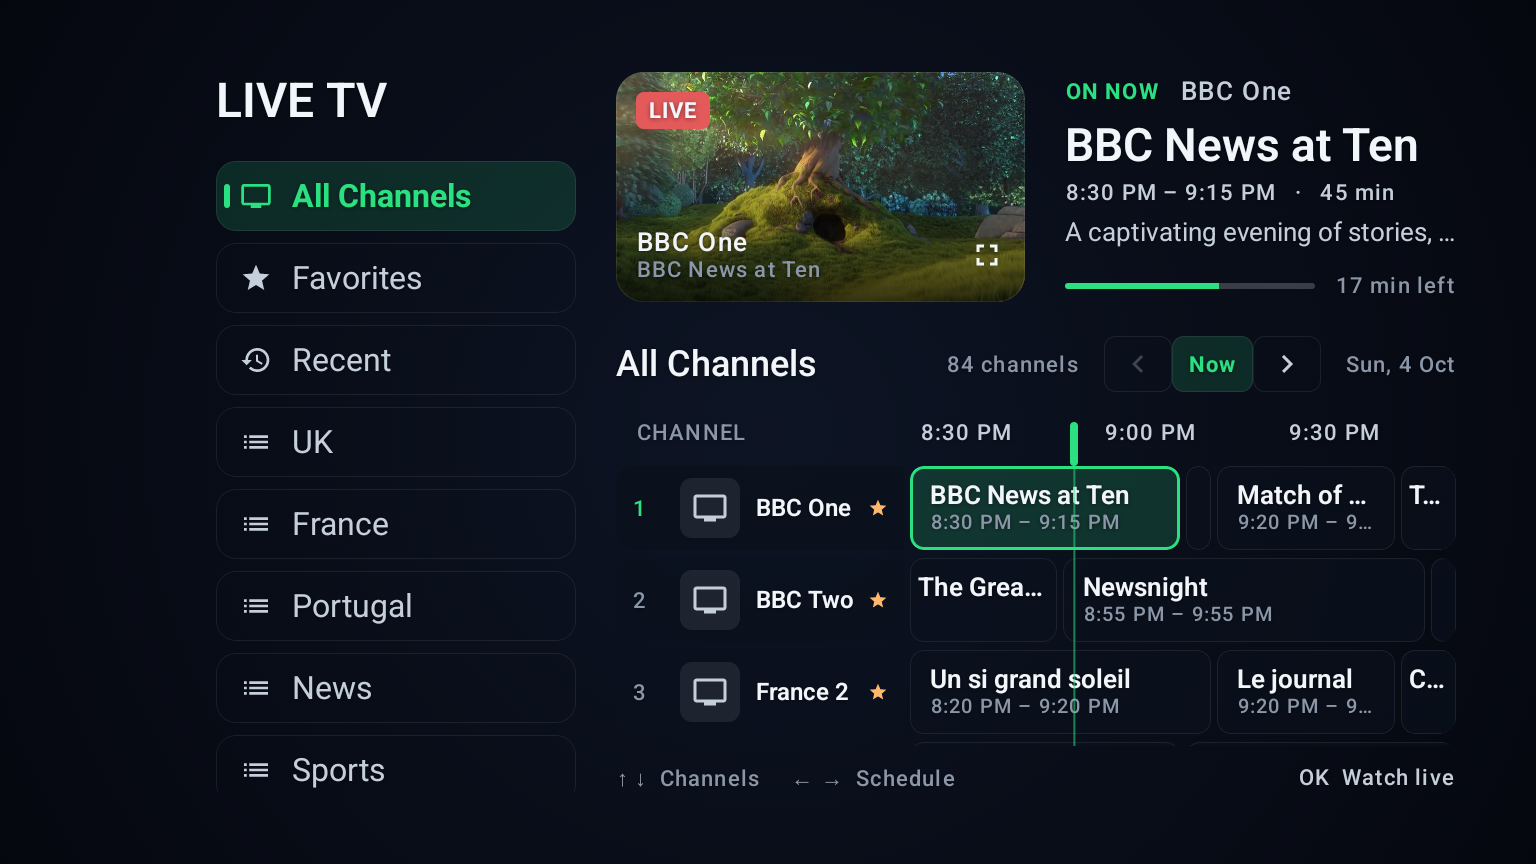 LIVE TV
All Channels
Favorites
Recent
UK
France
Portugal
News
Sports
LIVE
BBC One
BBC News at Ten
ON NOW BBC One
BBC News at Ten
8:30 PM – 9:15 PM · 45 min
A captivating evening of stories, ...
17 min left
All Channels
84 channels
Now
Sun, 4 Oct
CHANNEL 8:30 PM 9:00 PM 9:30 PM
1 BBC One
BBC News at Ten
8:30 PM – 9:15 PM
Match of ...
9:20 PM – 9...
T...
2 BBC Two
The Grea...
Newsnight
8:55 PM – 9:55 PM
3 France 2
Un si grand soleil
8:20 PM – 9:20 PM
Le journal
9:20 PM – 9...
C...
↑ ↓ Channels ← → Schedule
OK Watch live